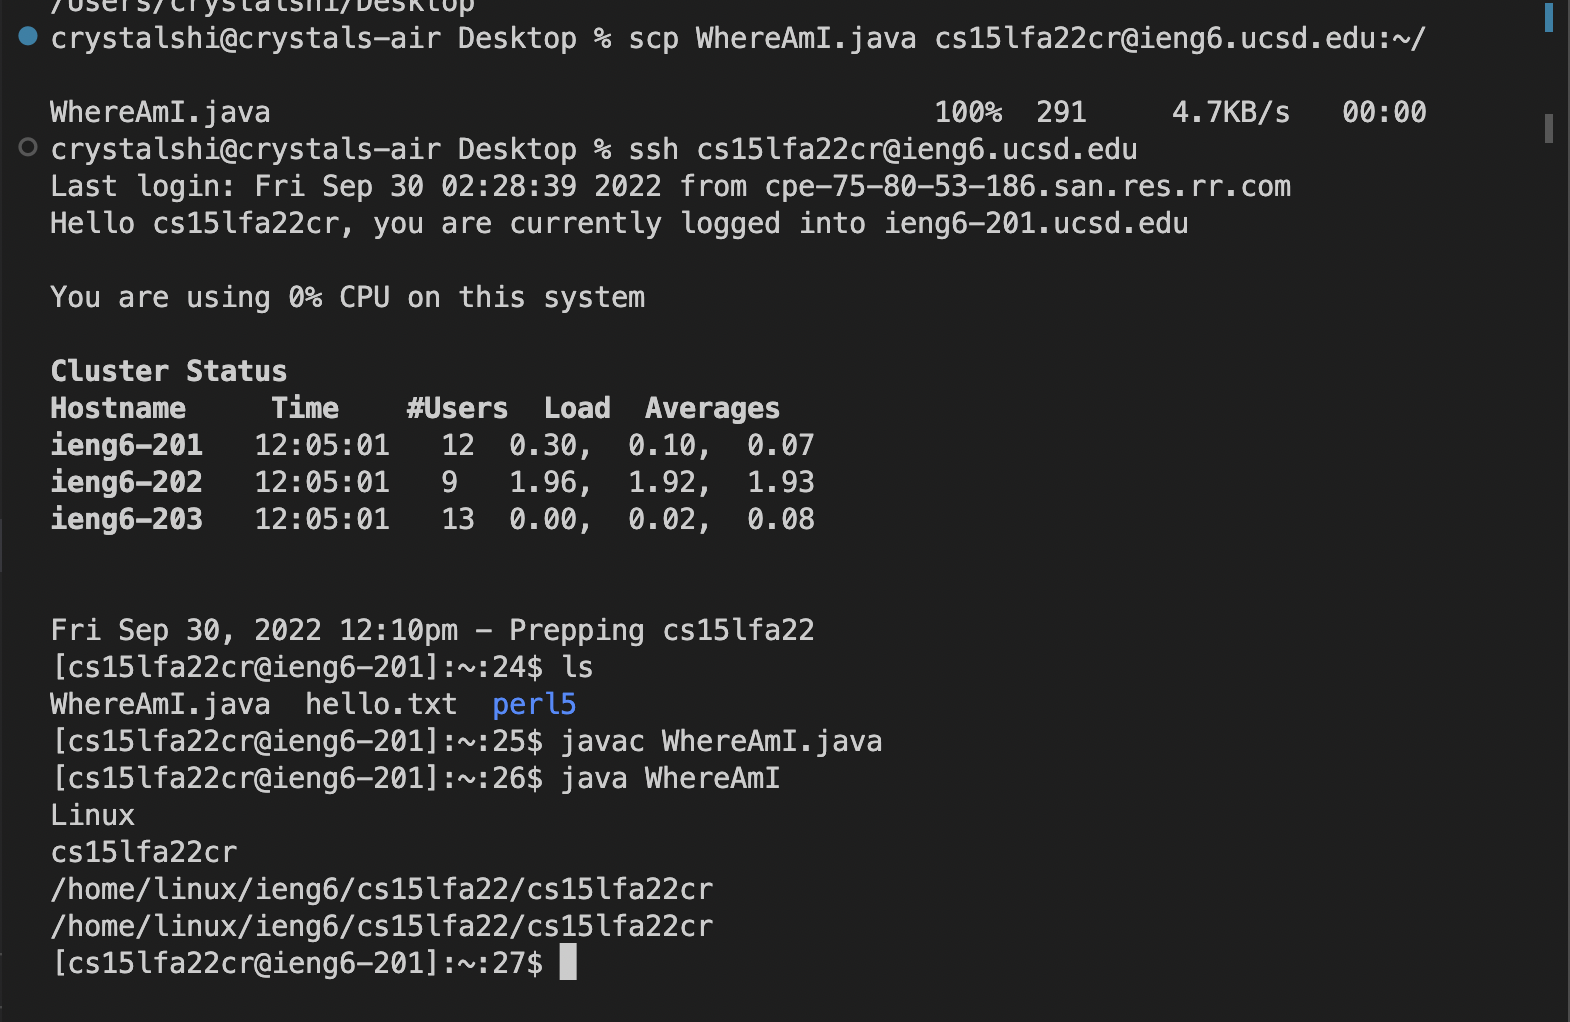 /Users/crystalshi/Desktop
crystalshi@crystals-air Desktop % scp WhereAmI.java cs15lfa22cr@ieng6.ucsd.edu:~/
WhereAmI.java 100% 291 4.7KB/s 00:00
crystalshi@crystals-air Desktop % ssh cs15lfa22cr@ieng6.ucsd.edu
Last login: Fri Sep 30 02:28:39 2022 from cpe-75-80-53-186.san.res.rr.com
Hello cs15lfa22cr, you are currently logged into ieng6-201.ucsd.edu
You are using 0% CPU on this system
Cluster Status
Hostname Time #Users Load Averages
ieng6-201 12:05:01 12 0.30, 0.10, 0.07
ieng6-202 12:05:01 9 1.96, 1.92, 1.93
ieng6-203 12:05:01 13 0.00, 0.02, 0.08
Fri Sep 30, 2022 12:10pm - Prepping cs15lfa22
[cs15lfa22cr@ieng6-201]:~:24$ ls
WhereAmI.java hello.txt perl5
[cs15lfa22cr@ieng6-201]:~:25$ javac WhereAmI.java
[cs15lfa22cr@ieng6-201]:~:26$ java WhereAmI
Linux
cs15lfa22cr
/home/linux/ieng6/cs15lfa22/cs15lfa22cr
/home/linux/ieng6/cs15lfa22/cs15lfa22cr
[cs15lfa22cr@ieng6-201]:~:27$